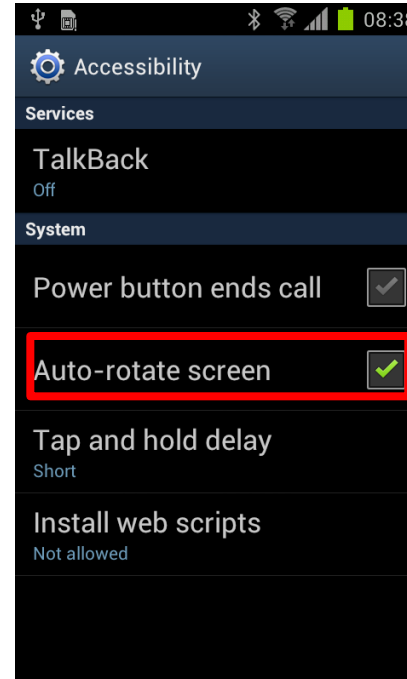 08:38
Accessibility
Services
TalkBack
Off
System
Power button ends call
Auto-rotate screen
Tap and hold delay
Short
Install web scripts
Not allowed